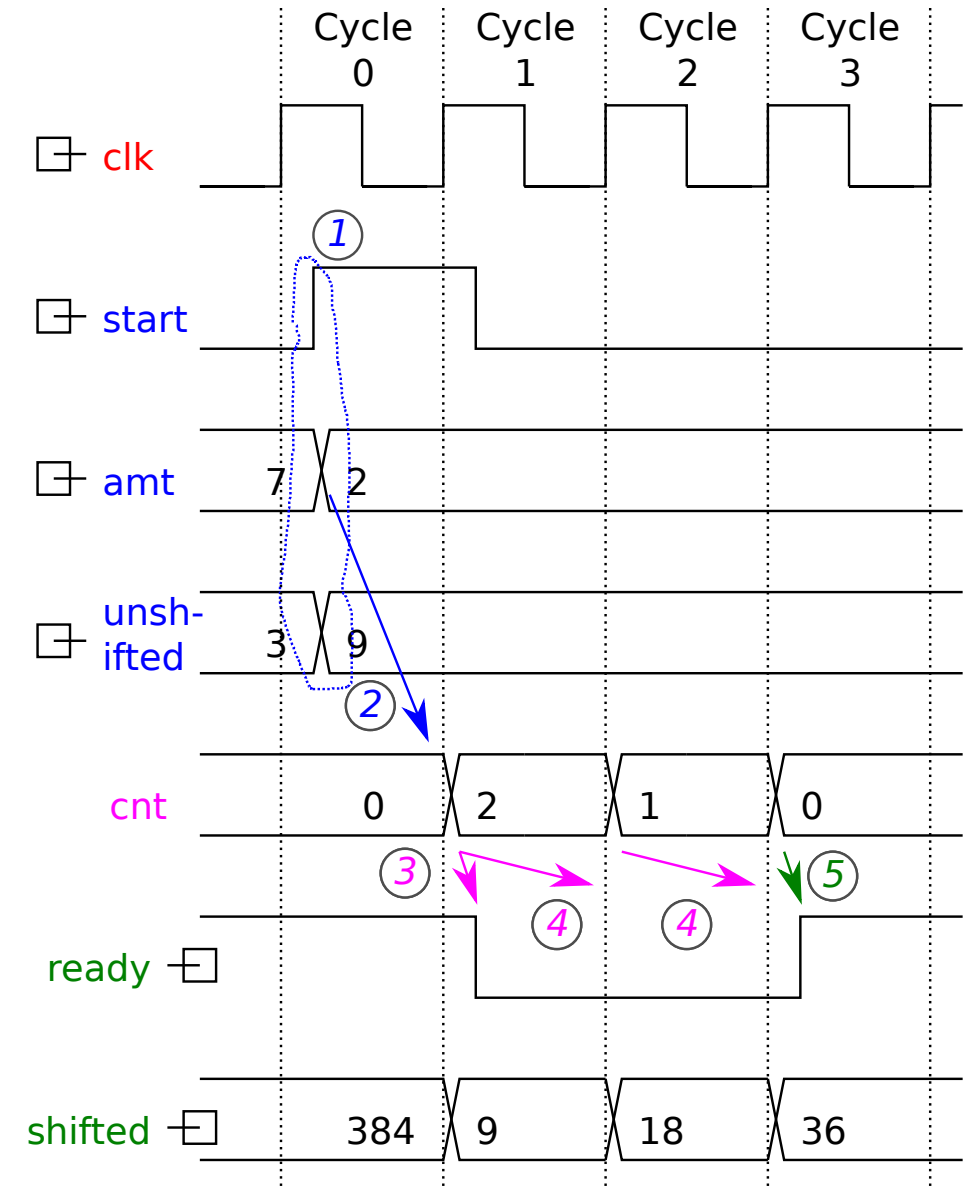 Cycle Cycle Cycle Cycle
0 1 2 3
clk
1
start
7 2 amt
unsh-
ifted
3 9
2
cnt 0 2 1 0
3 5
4 4
ready
shifted 384 9 18 36